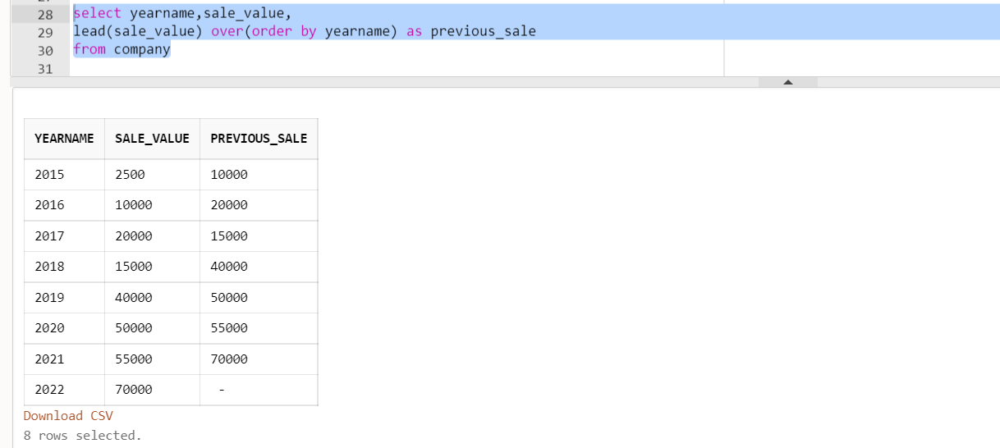 28 select yearname,sale_value,
29 lead(sale_value) over(order by yearname) as previous_sale
30 from company
31
YEARNAME SALE_VALUE PREVIOUS_SALE
2015 2500 10000
2016 10000 20000
2017 20000 15000
2018 15000 40000
2019 40000 50000
2020 50000 55000
2021 55000 70000
2022 70000 -
Download CSV
8 rows selected.